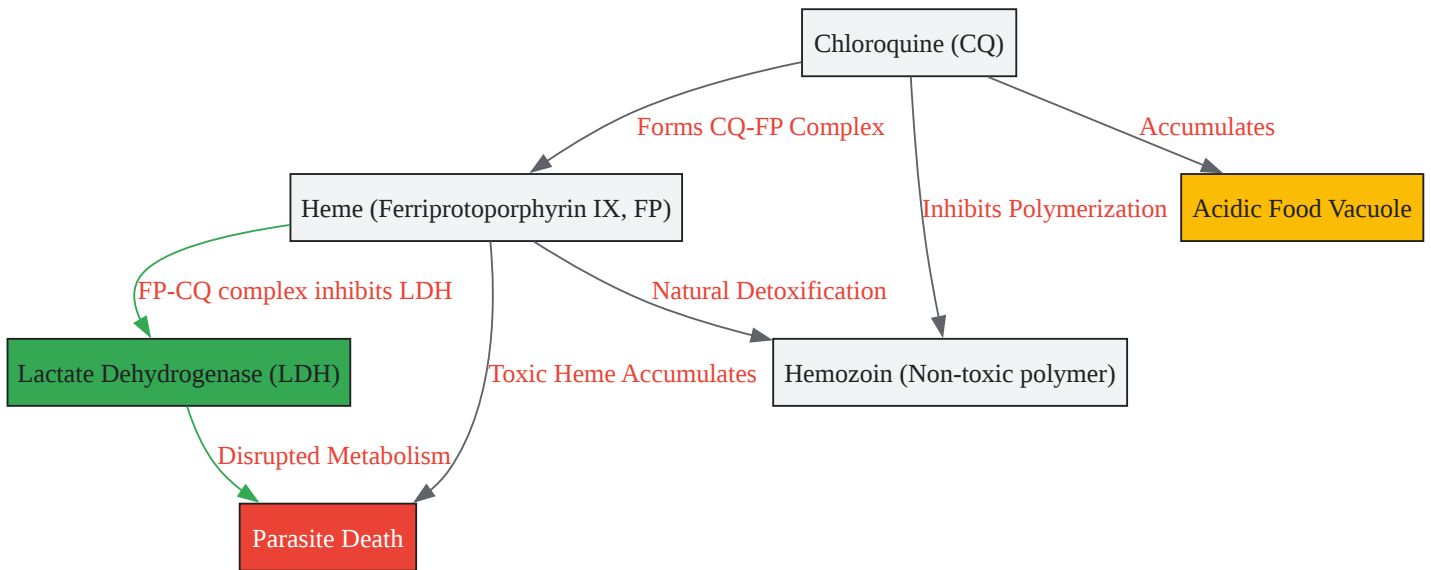 Chloroquine (CQ)
Forms CQ-FP Complex
Accumulates
Heme (Ferriprotoporphyrin IX, FP)
Inhibits Polymerization
Acidic Food Vacuole
FP-CQ complex inhibits LDH
Natural Detoxification
Lactate Dehydrogenase (LDH)
Toxic Heme Accumulates
Hemozoin (Non-toxic polymer)
Disrupted Metabolism
Parasite Death